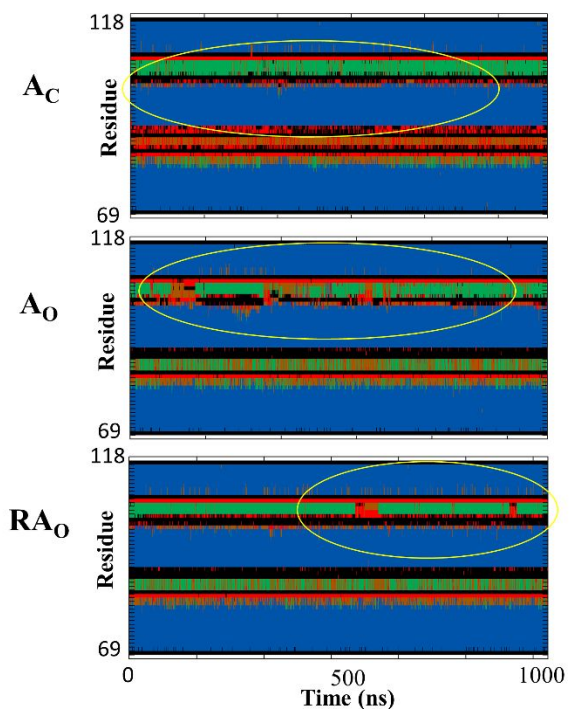 118
A_C
Residue
69
118
A_O
Residue
69
118
RA_O
Residue
69
0 500 1000
Time (ns)